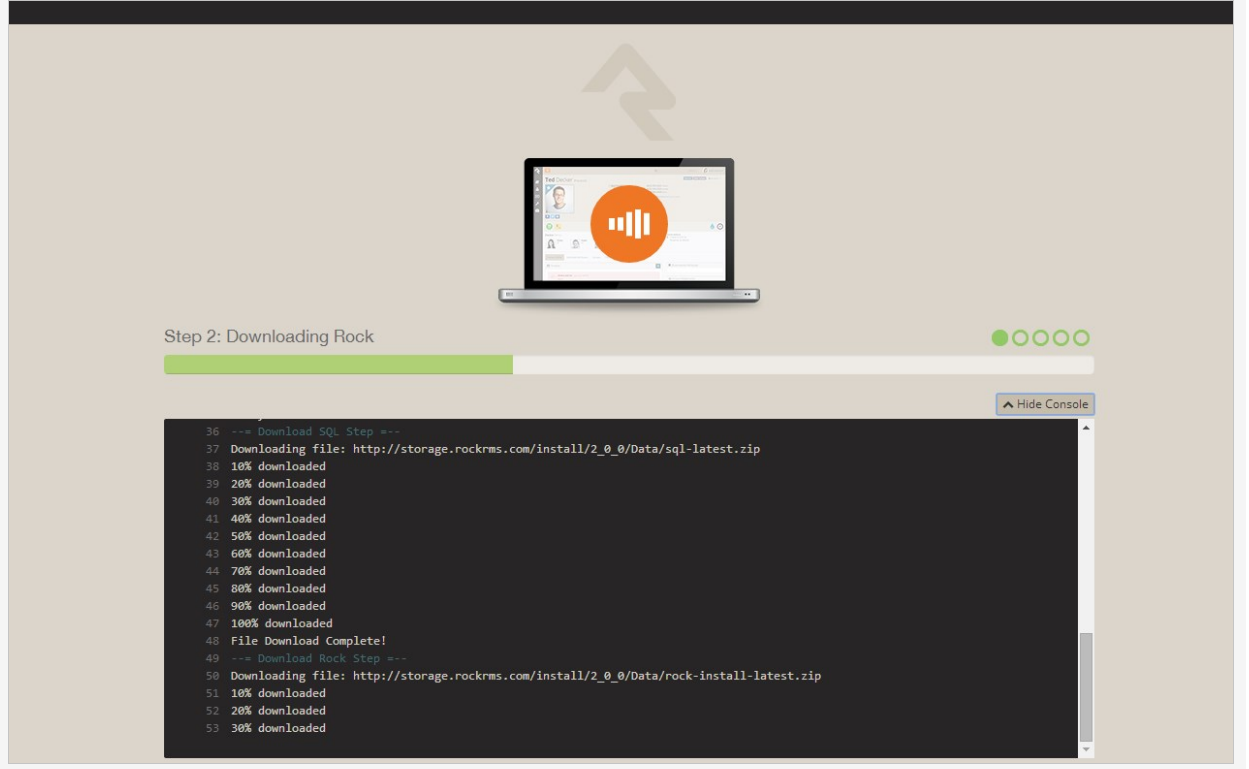 Ted Decker
Step 2: Downloading Rock
Hide Console
36 --= Download SQL Step =--
37 Downloading file: http://storage.rockrms.com/install/2_0_0/Data/sql-latest.zip
38 10% downloaded
39 20% downloaded
40 30% downloaded
41 40% downloaded
42 50% downloaded
43 60% downloaded
44 70% downloaded
45 80% downloaded
46 90% downloaded
47 100% downloaded
48 File Download Complete!
49 --= Download Rock Step =--
50 Downloading file: http://storage.rockrms.com/install/2_0_0/Data/rock-install-latest.zip
51 10% downloaded
52 20% downloaded
53 30% downloaded